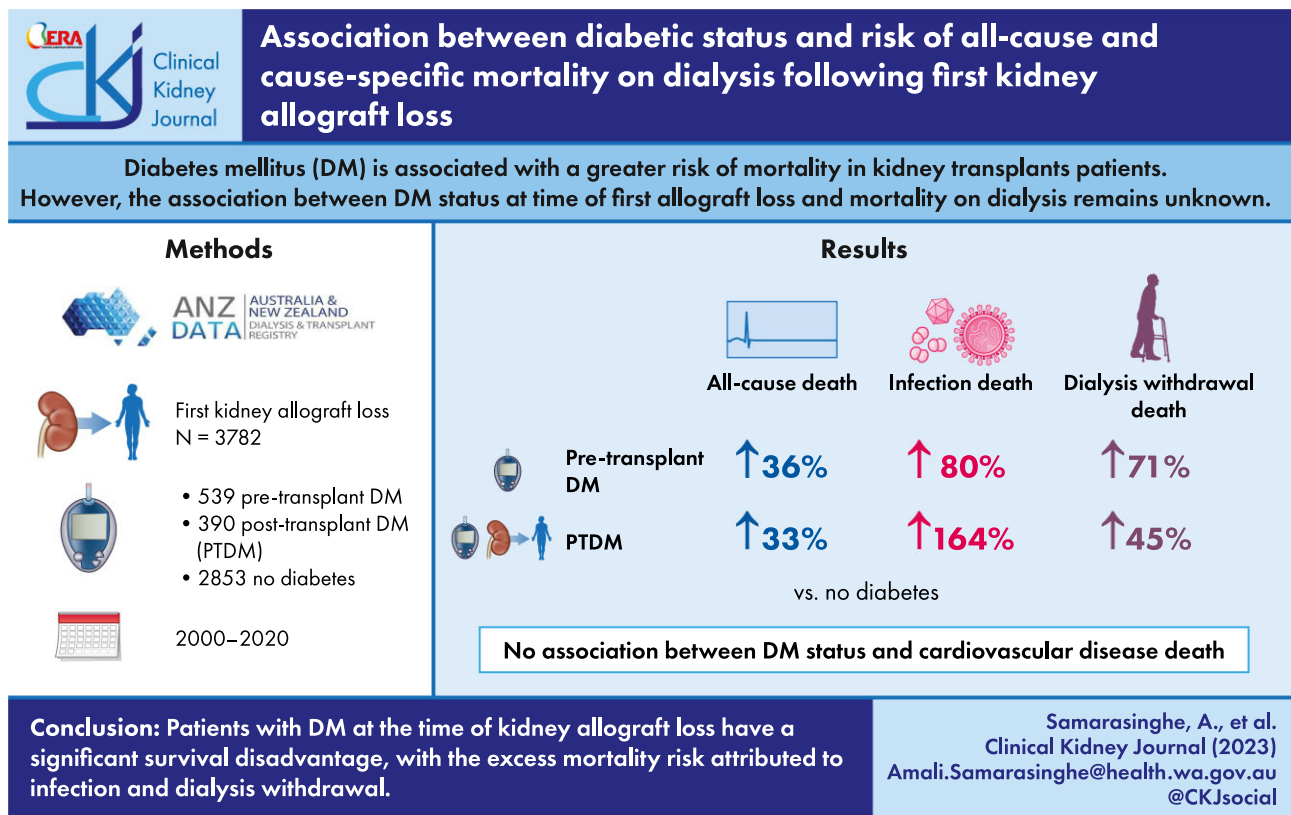 ERA
CKJ
Clinical
Kidney
Journal
Association between diabetic status and risk of all-cause and
cause-specific mortality on dialysis following first kidney
allograft loss
Diabetes mellitus (DM) is associated with a greater risk of mortality in kidney transplants patients.
However, the association between DM status at time of first allograft loss and mortality on dialysis remains unknown.
Methods
ANZ
DATA
AUSTRALIA &
NEW ZEALAND
DIALYSIS & TRANSPLANT
REGISTRY
First kidney allograft loss
N = 3782
• 539 pre-transplant DM
• 390 post-transplant DM
(PTDM)
• 2853 no diabetes
2000–2020
Results
All-cause death
Infection death
Dialysis withdrawal
death
Pre-transplant
DM
↑36%
↑80%
↑71%
PTDM
↑33%
↑164%
↑45%
vs. no diabetes
No association between DM status and cardiovascular disease death
Conclusion: Patients with DM at the time of kidney allograft loss have a
significant survival disadvantage, with the excess mortality risk attributed to
infection and dialysis withdrawal.
Samarasinghe, A., et al.
Clinical Kidney Journal (2023)
Amali.Samarasinghe@health.wa.gov.au
@CKJsocial